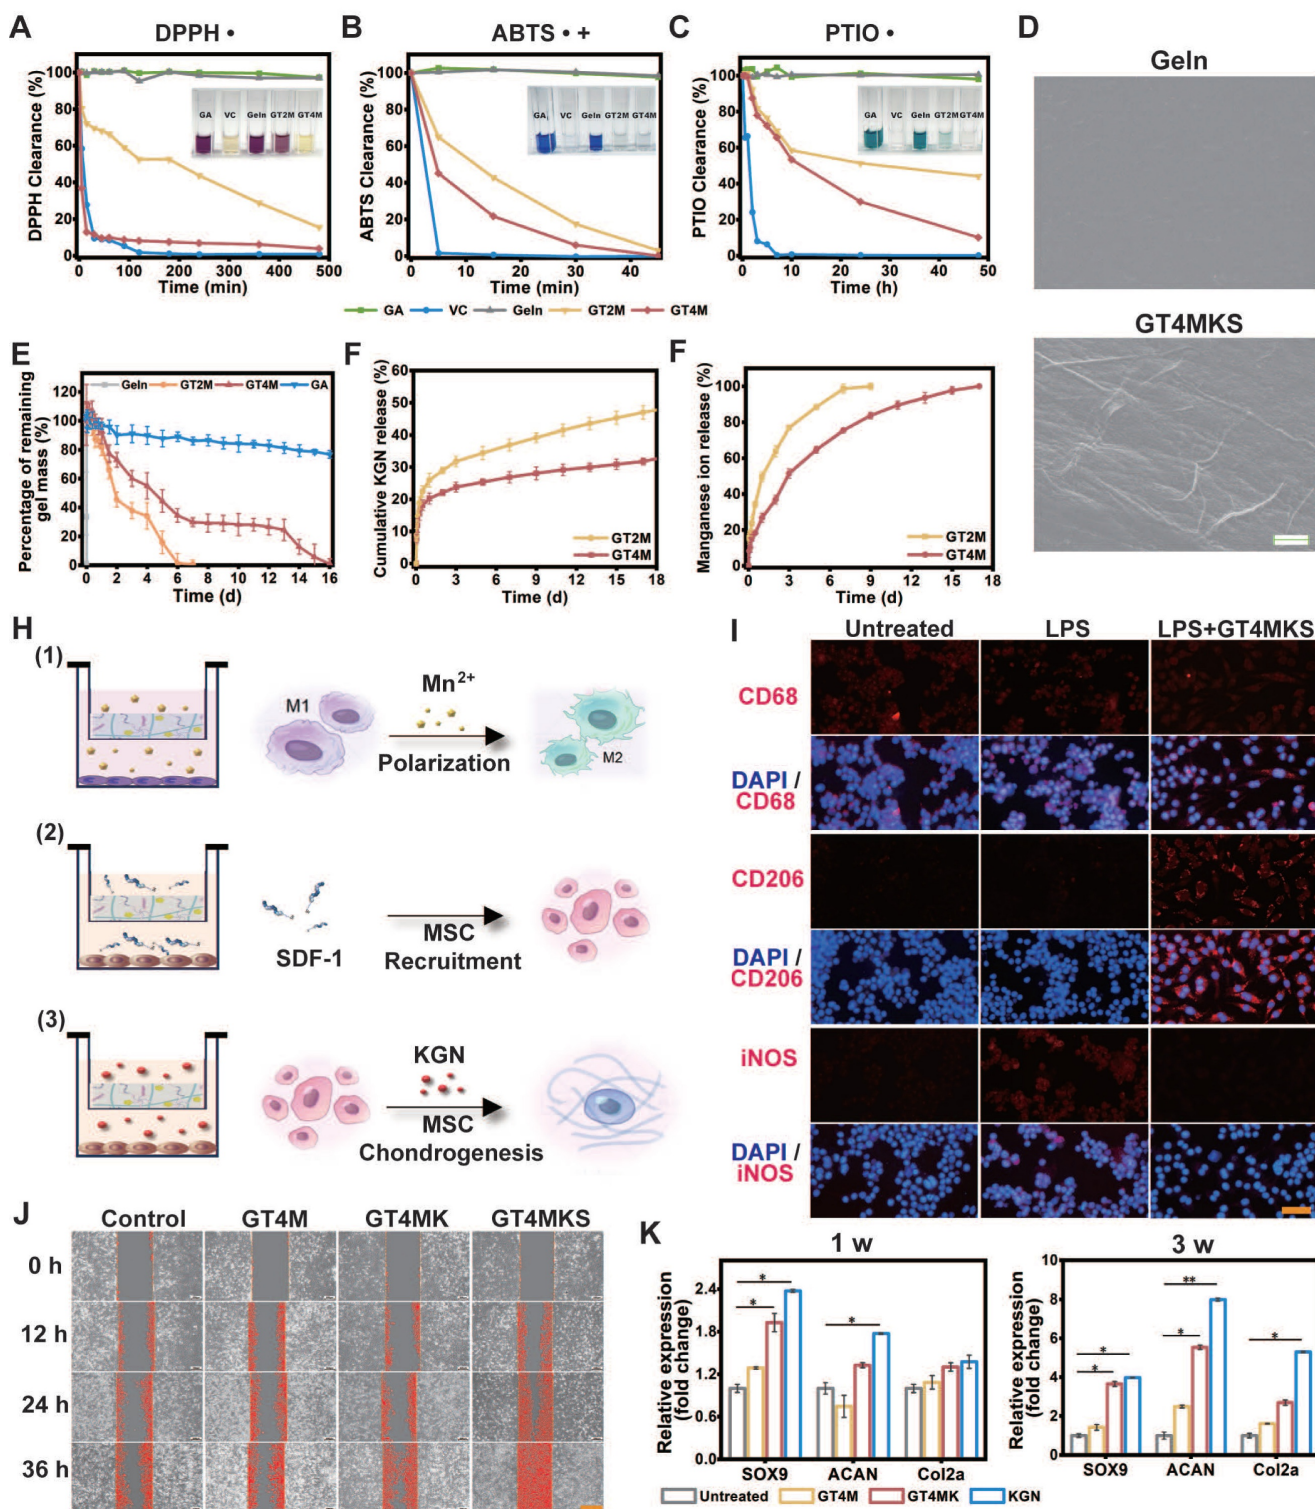 A
DPPH •
DPPH Clearance (%)
100
80
60
40
20
0
GA VC Geln GT2M GT4M
0 100 200 300 400 500
Time (min)
B
ABTS • +
ABTS Clearance (%)
100
80
60
40
20
0
GA VC Geln GT2M GT4M
0 10 20 30 40
Time (min)
C
PTIO •
PTIO Clearance (%)
100
80
60
40
20
0
GA VC Geln GT2M GT4M
0 10 20 30 40 50
Time (h)
GA VC Geln GT2M GT4M
D
Geln
GT4MKS
E
Percentage of remaining
gel mass (%)
120
100
80
60
40
20
0
Geln GT2M GT4M GA
0 2 4 6 8 10 12 14 16
Time (d)
F
Cumulative KGN release (%)
60
50
40
30
20
10
0
GT2M
GT4M
0 3 6 9 12 15 18
Time (d)
F
Manganese ion release (%)
100
80
60
40
20
0
GT2M
GT4M
0 3 6 9 12 15 18
Time (d)
H
(1)
M1
Mn2+
Polarization
M2
(2)
SDF-1
MSC
Recruitment
(3)
KGN
MSC
Chondrogenesis
I
Untreated LPS LPS+GT4MKS
CD68
DAPI /
CD68
CD206
DAPI /
CD206
iNOS
DAPI /
iNOS
J
Control GT4M GT4MK GT4MKS
0 h
12 h
24 h
36 h
K
1 w
Relative expression
(fold change)
2.4
1.8
1.2
0.6
0.0
* * *
SOX9 ACAN Col2a
3 w
Relative expression
(fold change)
10
8
6
4
2
0
* * ** * *
SOX9 ACAN Col2a
Untreated GT4M GT4MK KGN